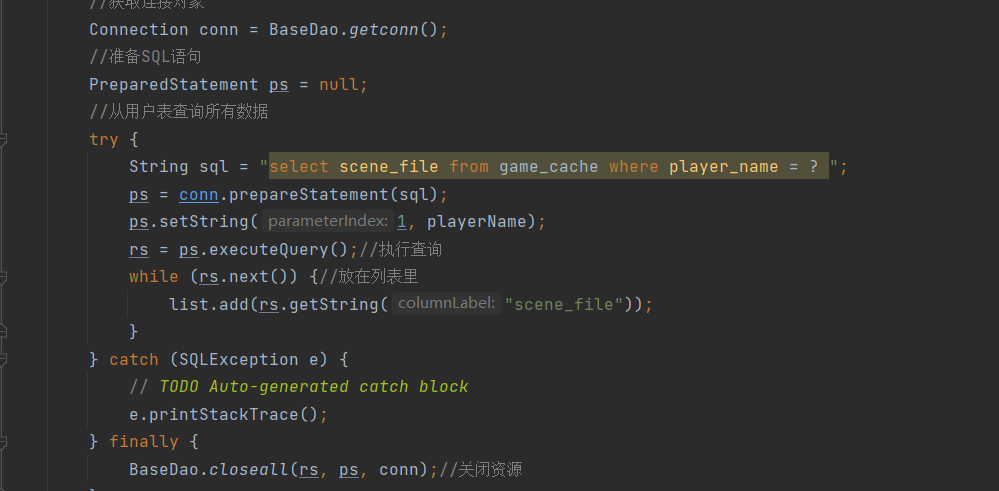 //获取连接对象
Connection conn = BaseDao.getconn();
//准备SQL语句
PreparedStatement ps = null;
//从用户表查询所有数据
try {
String sql = "select scene_file from game_cache where player_name = ? ";
ps = conn.prepareStatement(sql);
ps.setString( parameterIndex: 1, playerName);
rs = ps.executeQuery();//执行查询
while (rs.next()) {//放在列表里
list.add(rs.getString( columnLabel: "scene_file"));
}
} catch (SQLException e) {
// TODO Auto-generated catch block
e.printStackTrace();
} finally {
BaseDao.closeall(rs, ps, conn);//关闭资源